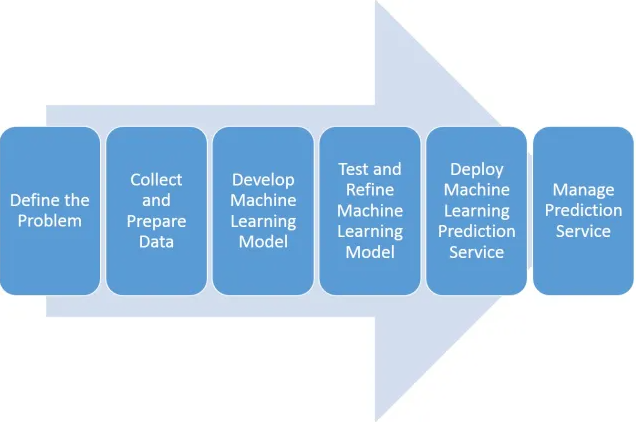 Define the
Problem
Collect
and
Prepare
Data
Develop
Machine
Learning
Model
Test and
Refine
Machine
Learning
Model
Deploy
Machine
Learning
Prediction
Service
Manage
Prediction
Service